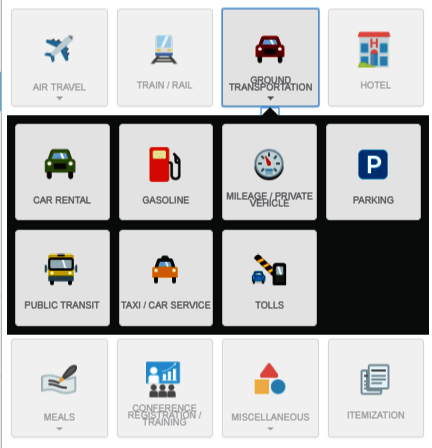 AIR TRAVEL
TRAIN / RAIL
GROUND
TRANSPORTATION
H
HOTEL
CAR RENTAL
GASOLINE
MILEAGE / PRIVATE
VEHICLE
P
PARKING
PUBLIC TRANSIT
TAXI / CAR SERVICE
TOLLS
MEALS
CONFERENCE
REGISTRATION /
TRAINING
MISCELLANEOUS
ITEMIZATION